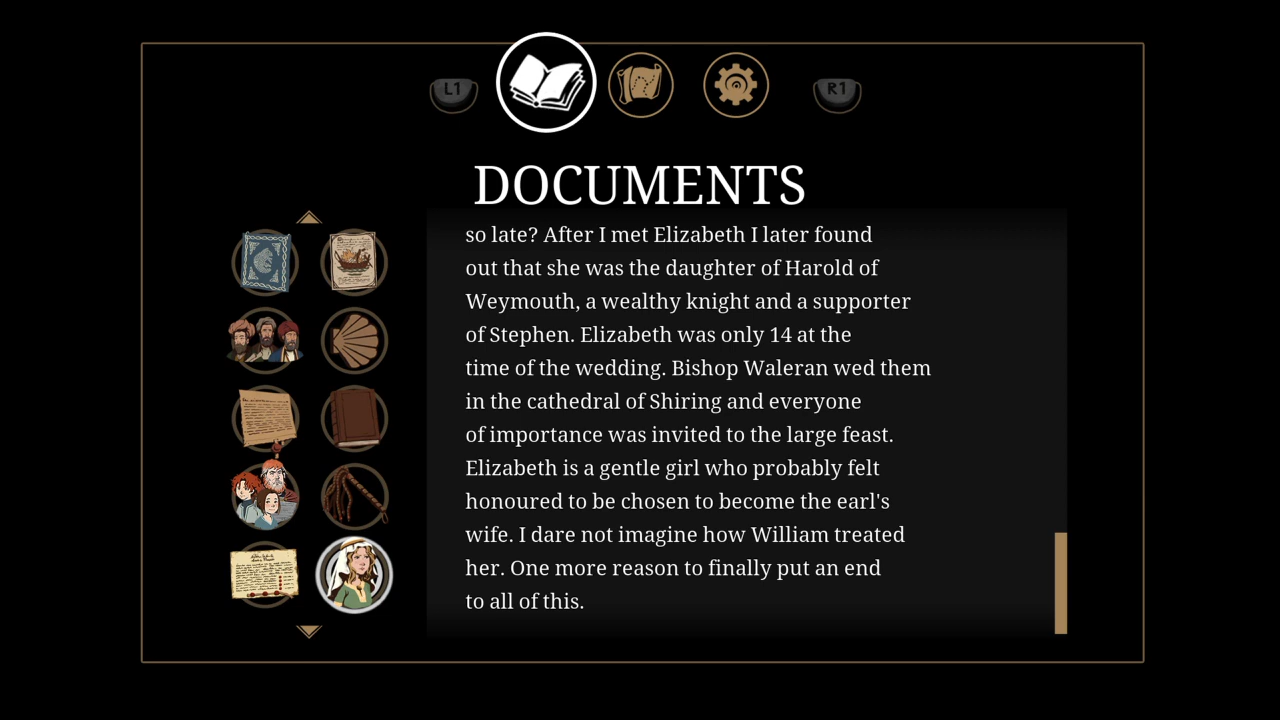 L1
R1
DOCUMENTS
so late? After I met Elizabeth I later found
out that she was the daughter of Harold of
Weymouth, a wealthy knight and a supporter
of Stephen. Elizabeth was only 14 at the
time of the wedding. Bishop Waleran wed them
in the cathedral of Shiring and everyone
of importance was invited to the large feast.
Elizabeth is a gentle girl who probably felt
honoured to be chosen to become the earl's
wife. I dare not imagine how William treated
her. One more reason to finally put an end
to all of this.